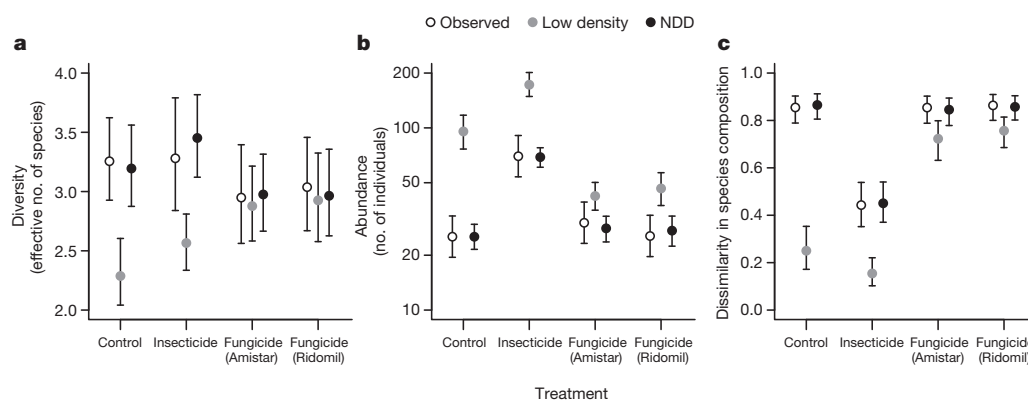 Observed Low density NDD
a
b
c
Diversity
(effective no. of species)
4.0
3.5
3.0
2.5
2.0
Control
Insecticide
Fungicide
(Amistar)
Fungicide
(Ridomil)
Abundance
(no. of individuals)
200
100
50
20
10
Control
Insecticide
Fungicide
(Amistar)
Fungicide
(Ridomil)
Dissimilarity in species composition
1.0
0.8
0.6
0.4
0.2
0.0
Control
Insecticide
Fungicide
(Amistar)
Fungicide
(Ridomil)
Treatment